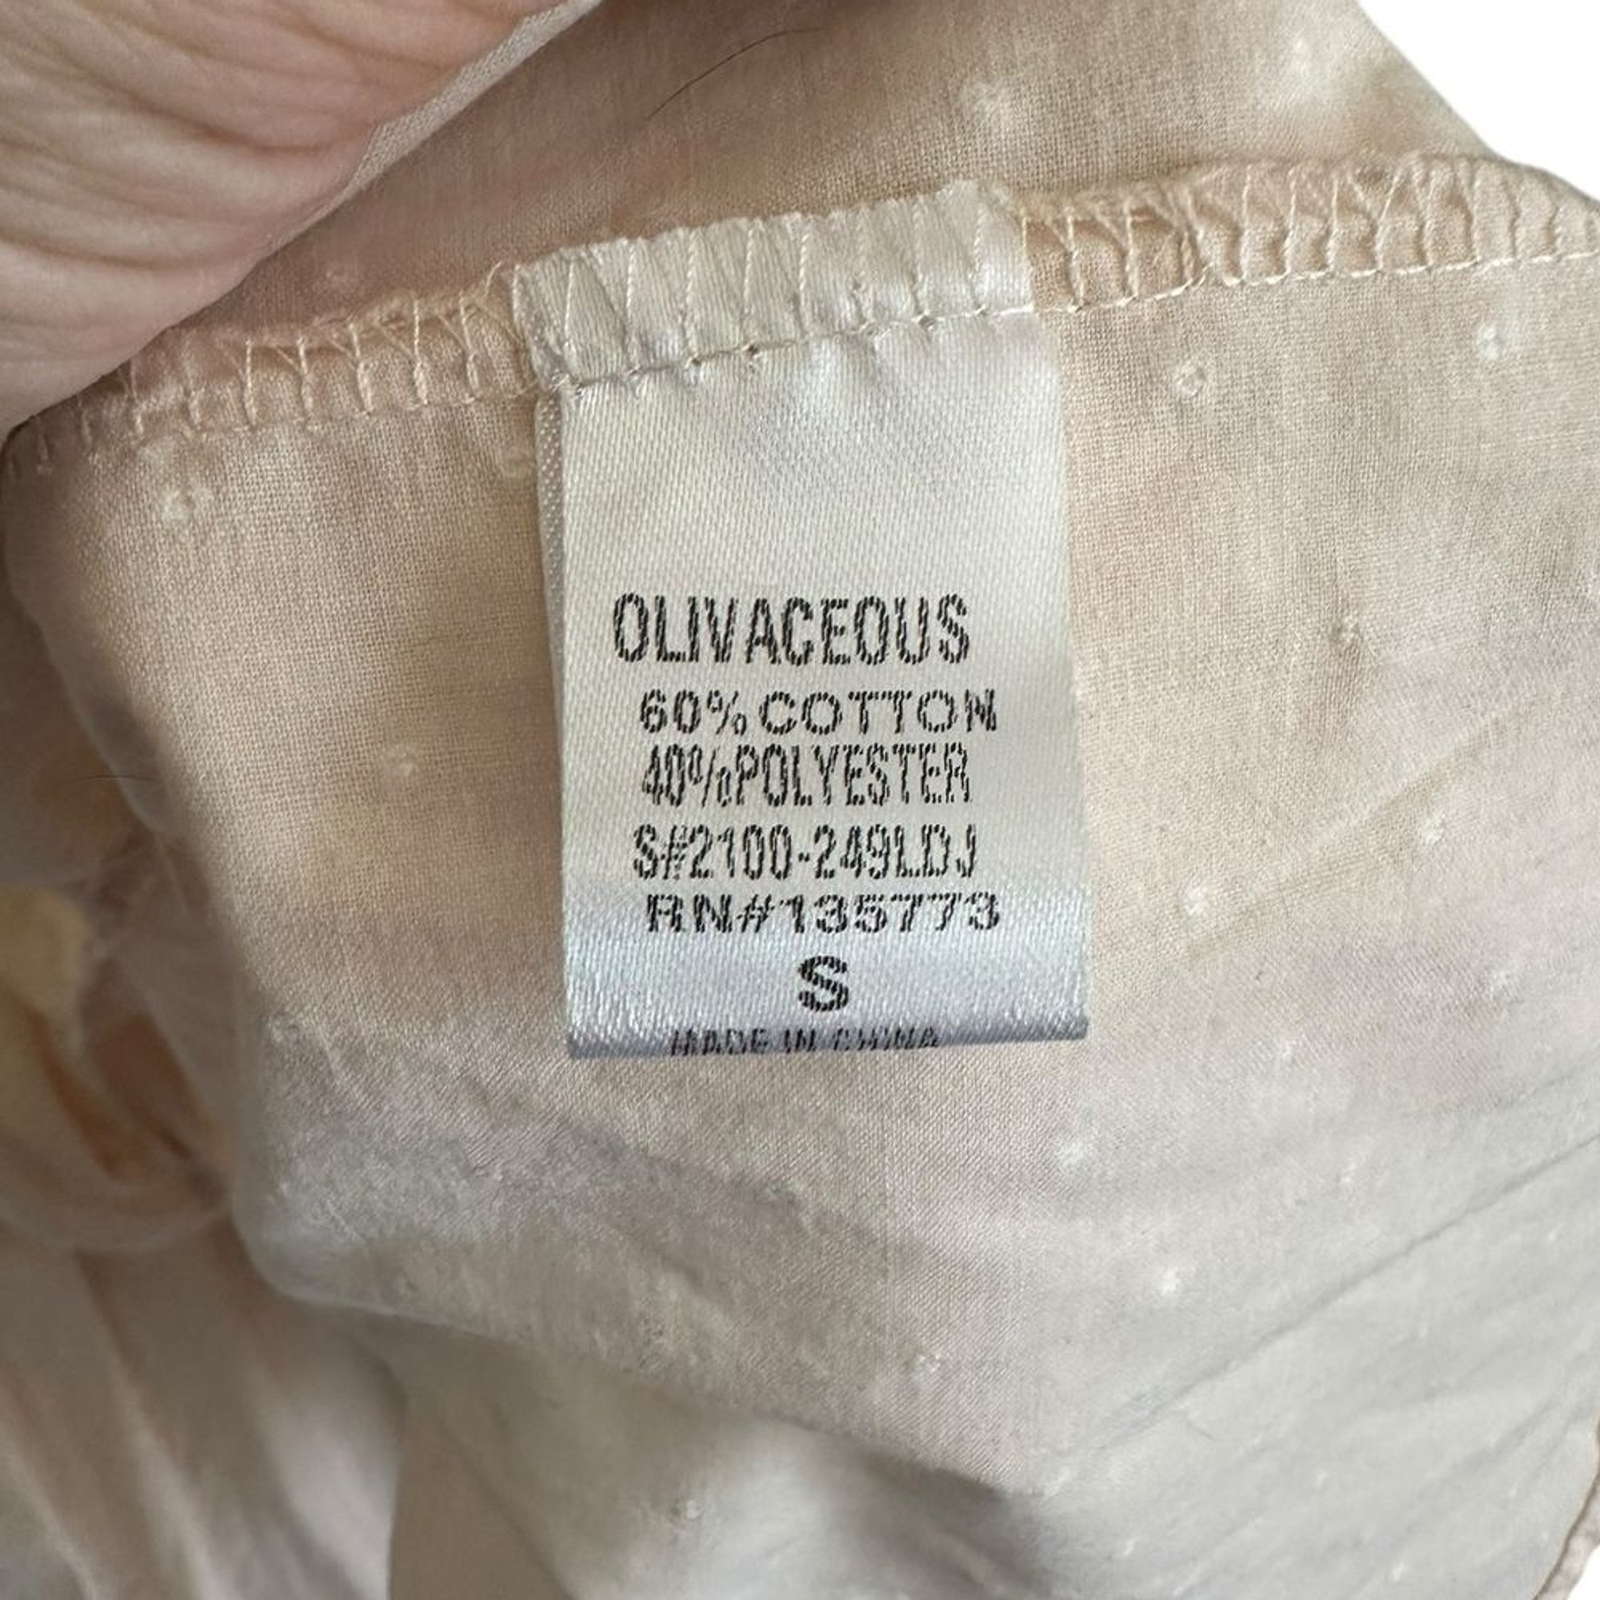 OLIVACEOUS
60% COTTON
40%POLYESTER
S#2100-249LDJ
RN#135773
S
MADE IN CHINA